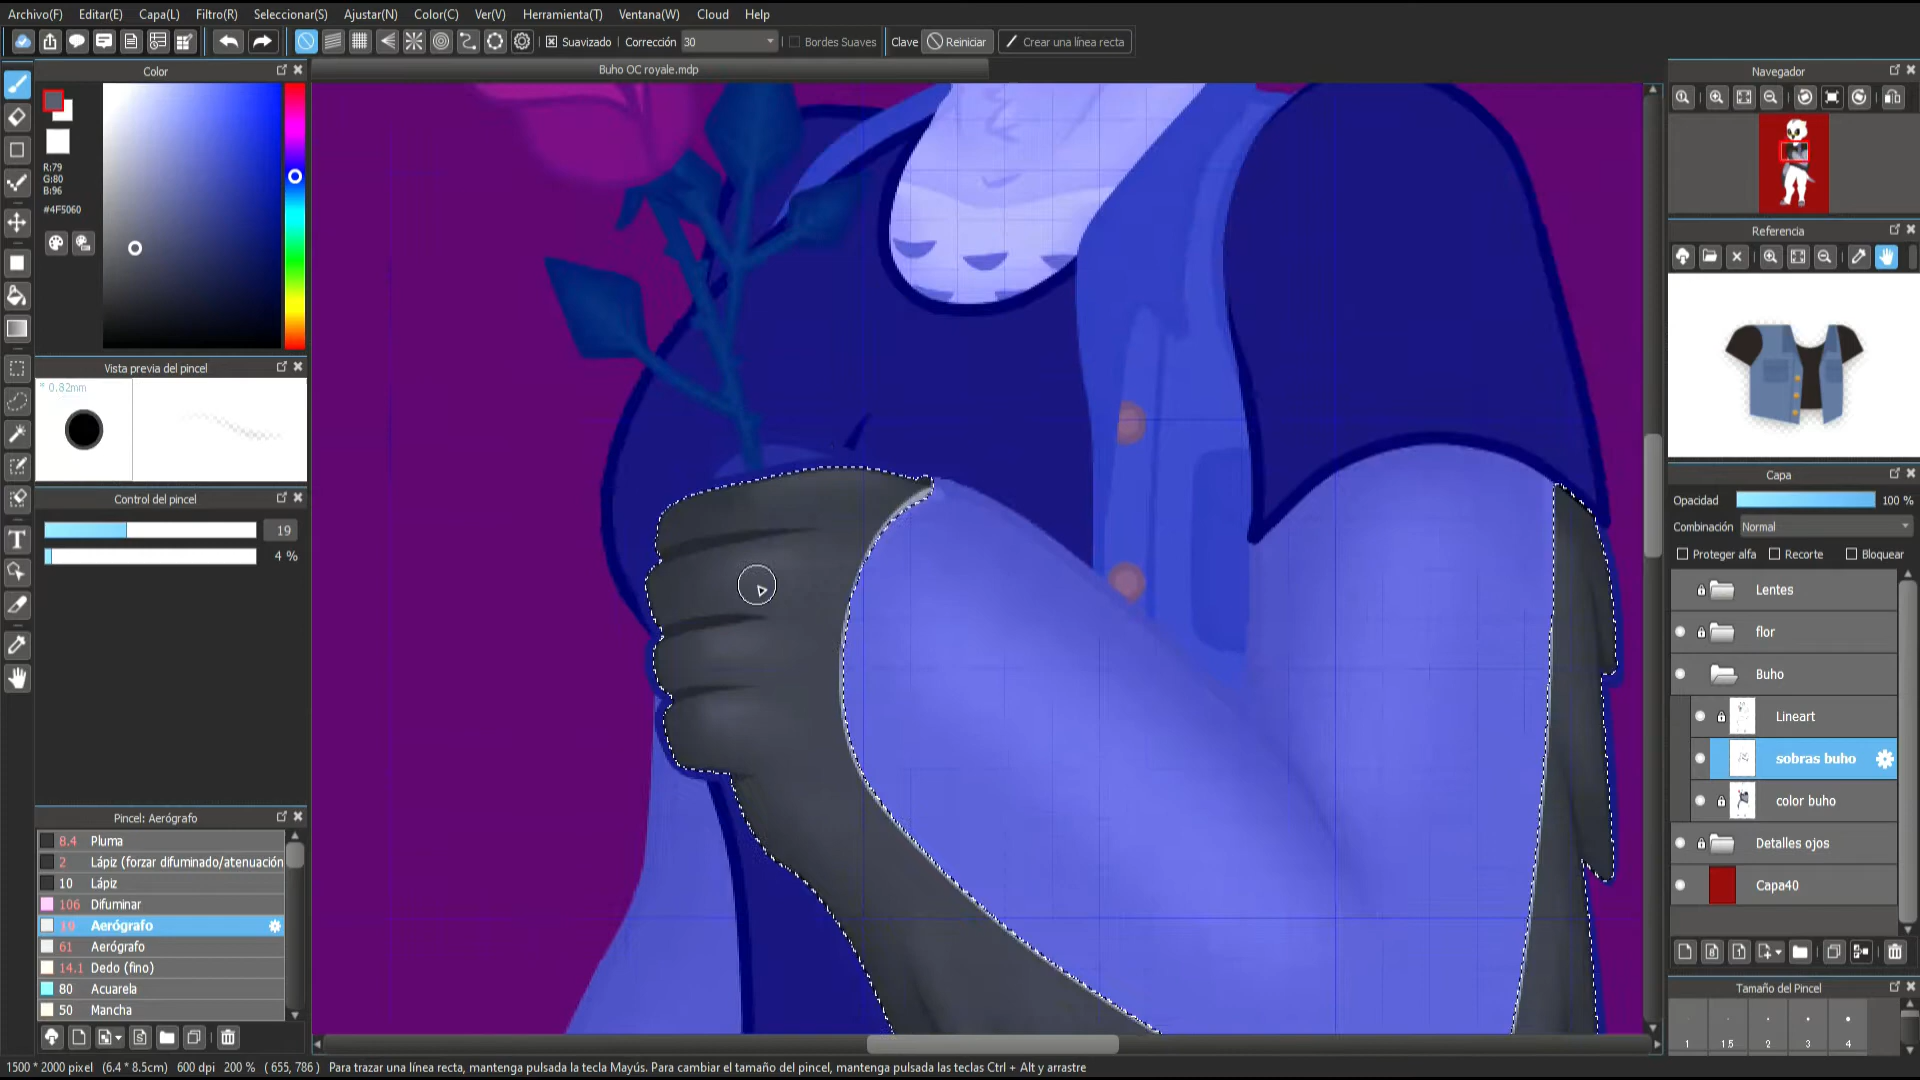 Archivo(F) Editar(E) Capa(L) Filtro(R) Seleccionar(S) Ajustar(N) Color(C) Ver(V) Herramienta(T) Ventana(W) Cloud Help
Suavizado Corrección 30 Bordes Suaves Clave Reiniciar Crear una línea recta
Color
Buho OC royale.mdp
Navegador
R:79
G:80
B:96
#4F5060
Referencia
Vista previa del pincel
* 0.82mm
Control del pincel
19
4 %
Capa
Opacidad 100 %
Combinación Normal
Proteger alfa Recorte Bloquear
Lentes
flor
Buho
Lineart
sobras buho
color buho
Detalles ojos
Capa40
Pincel: Aerógrafo
8.4 Pluma
2 Lápiz (forzar difuminado/atenuación
10 Lápiz
106 Difuminar
19 Aerógrafo
61 Aerógrafo
14.1 Dedo (fino)
80 Acuarela
50 Mancha
Tamaño del Pincel
1 1.5 2 3 4
1500 * 2000 pixel (6.4 * 8.5cm) 600 dpi 200 % ( 655, 786 ) Para trazar una línea recta, mantenga pulsada la tecla Mayús. Para cambiar el tamaño del pincel, mantenga pulsada las teclas Ctrl + Alt y arrastre